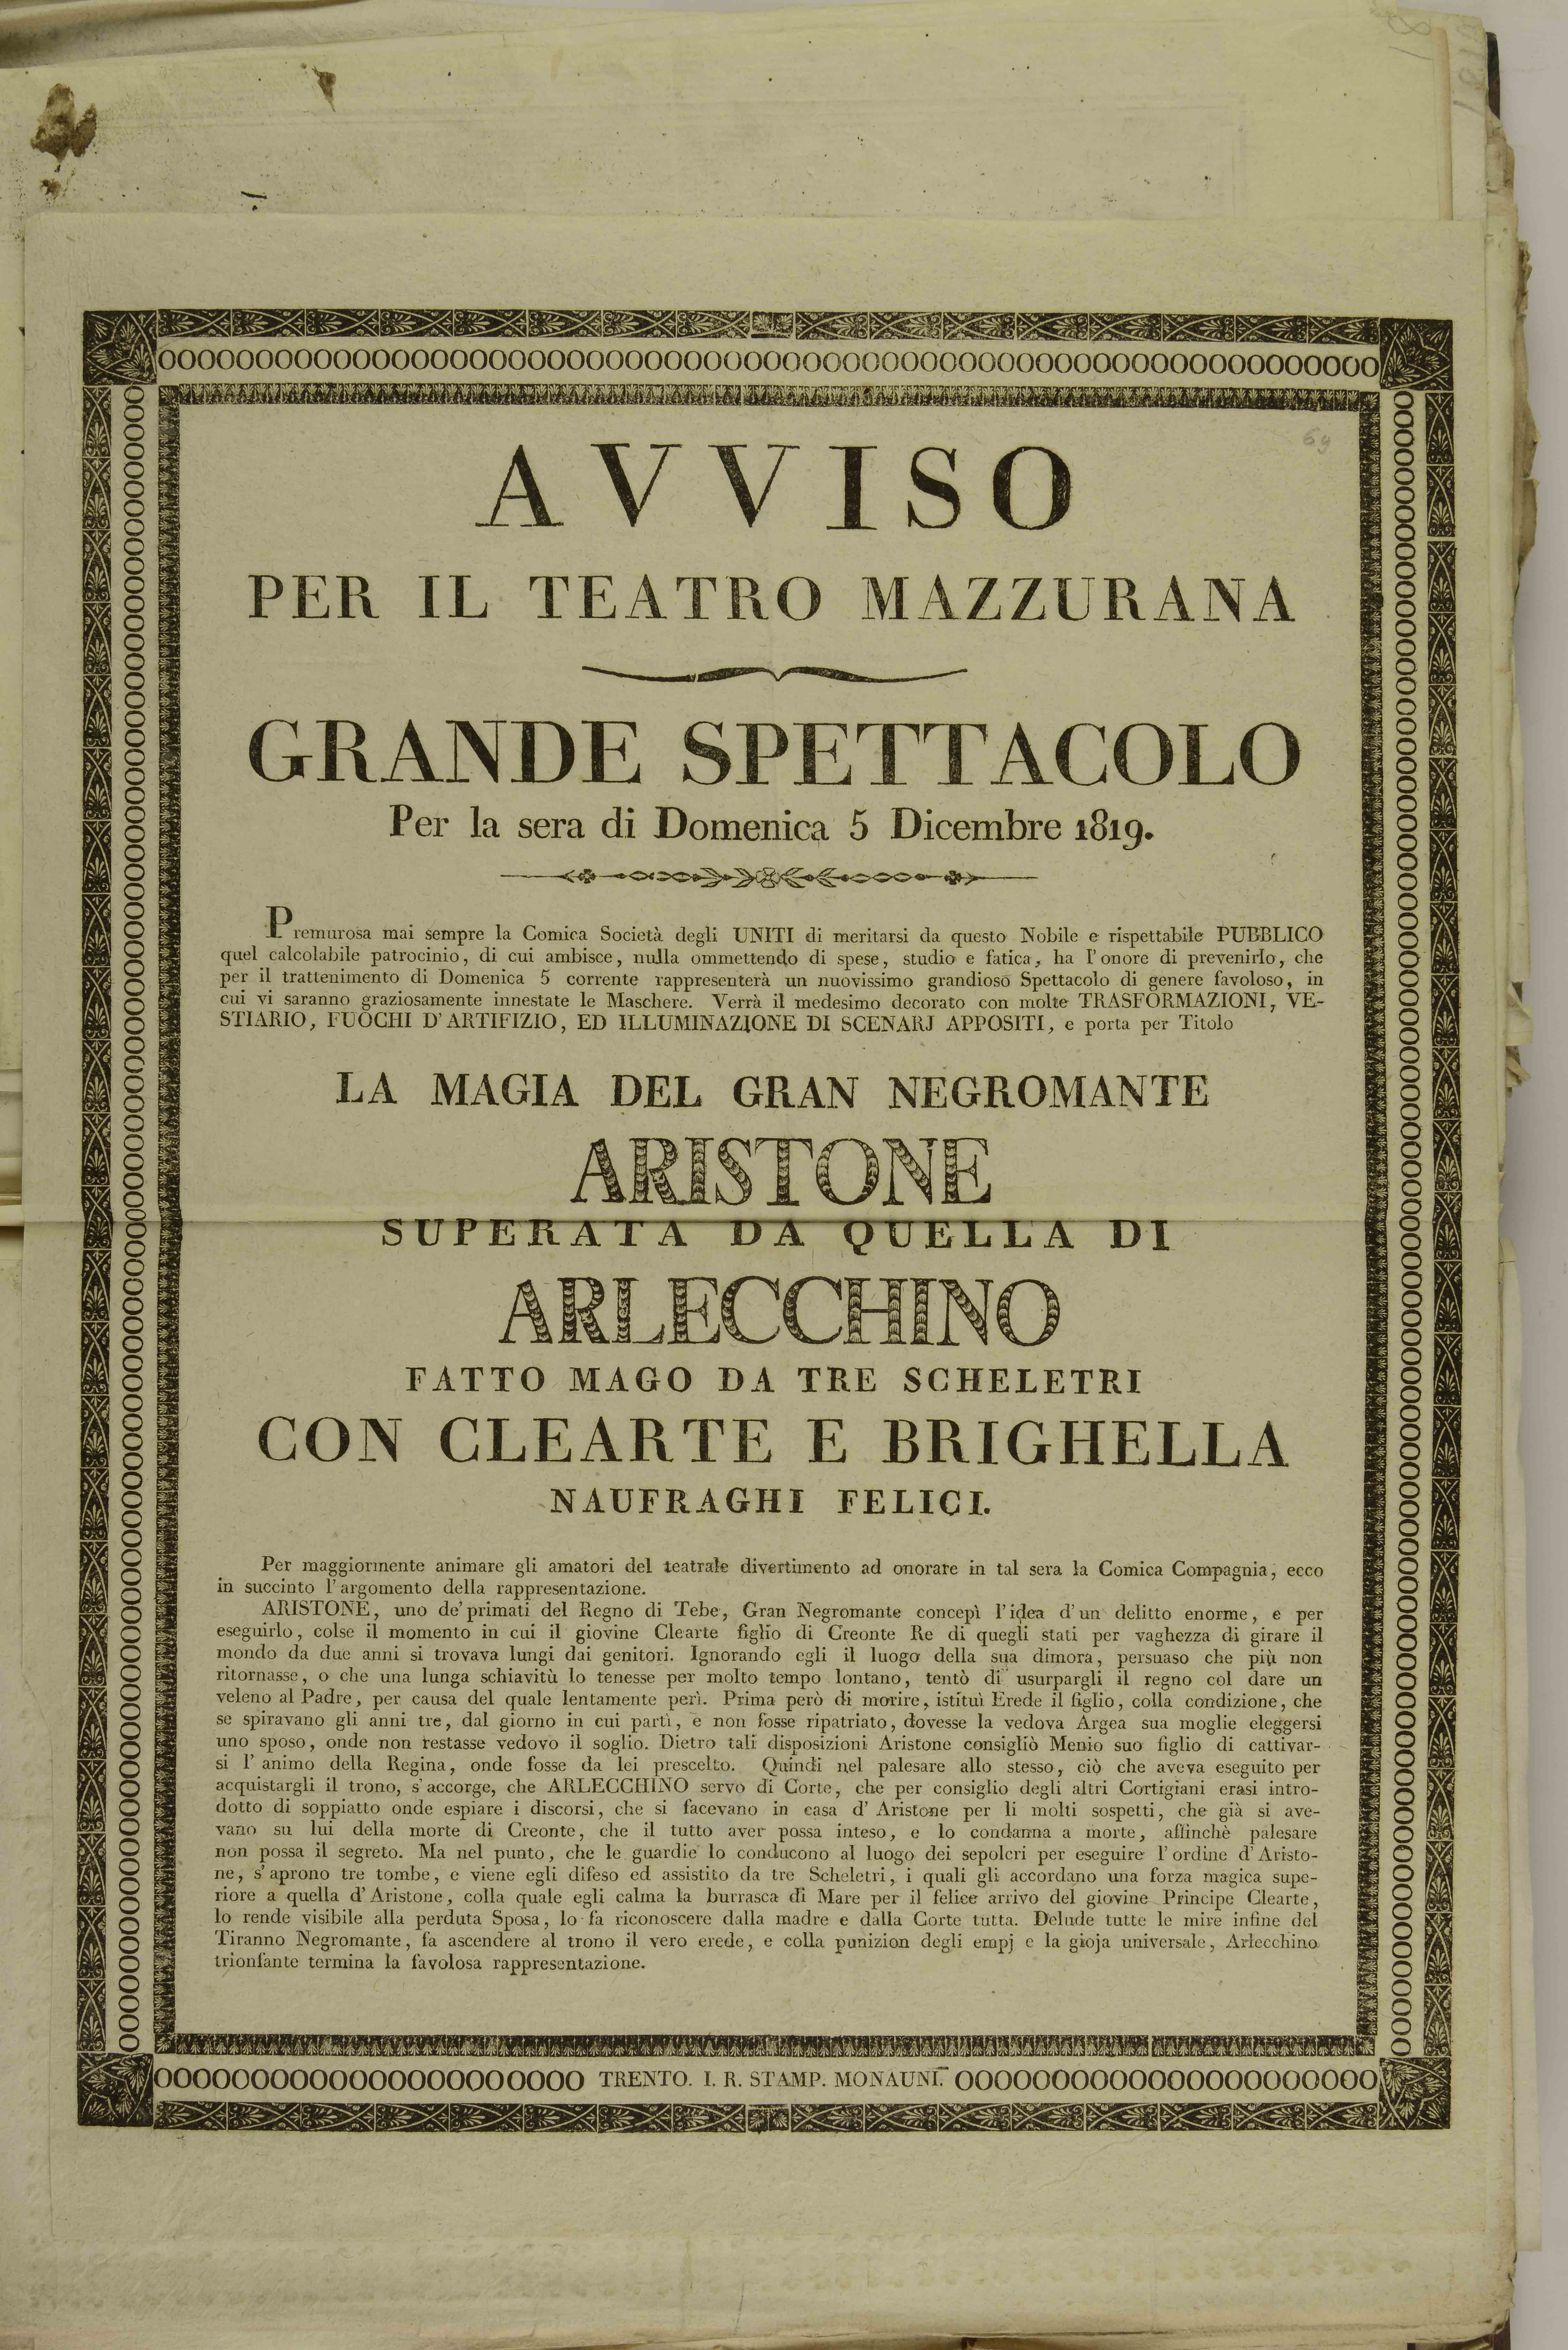 69
AVVISO
PER IL TEATRO MAZZURANA
GRANDE SPETTACOLO
Per la sera di Domenica 5 Dicembre 1819.
Premurosa mai sempre la Comica Società degli UNITI di meritarsi da questo Nobile e rispettabile PUBBLICO
quel calcolabile patrocinio, di cui ambisce, nulla ommettendo di spese, studio e fatica, ha l'onore di prevenirlo, che
per il trattenimento di Domenica 5 corrente rappresenterà un nuovissimo grandioso Spettacolo di genere favoloso, in
cui vi saranno graziosamente innestate le Maschere. Verrà il medesimo decorato con molte TRASFORMAZIONI, VE-
STIARIO, FUOCHI D'ARTIFIZIO, ED ILLUMINAZIONE DI SCENARJ APPOSITI, e porta per Titolo
LA MAGIA DEL GRAN NEGROMANTE
ARISTONE
SUPERATA DA QUELLA DI
ARLECCHINO
FATTO MAGO DA TRE SCHELETRI
CON CLEARTE E BRIGHELLA
NAUFRAGHI FELICI.
Per maggiormente animare gli amatori del teatrale divertimento ad onorare in tal sera la Comica Compagnia, ecco
in succinto l'argomento della rappresentazione.
ARISTONE, uno de' primati del Regno di Tebe, Gran Negromante concepì l'idea d'un delitto enorme, e per
eseguirlo, colse il momento in cui il giovine Clearte figlio di Creonte Re di quegli stati per vaghezza di girare il
mondo da due anni si trovava lungi dai genitori. Ignorando egli il luogo della sua dimora, persuaso che più non
ritornasse, o che una lunga schiavitù lo tenesse per molto tempo lontano, tentò di usurpargli il regno col dare un
veleno al Padre, per causa del quale lentamente perì. Prima però di morire, istituì Erede il figlio, colla condizione, che
se spiravano gli anni tre, dal giorno in cui partì, e non fosse ripatriato, dovesse la vedova Argea sua moglie eleggersi
uno sposo, onde non restasse vedovo il soglio. Dietro tali disposizioni Aristone consigliò Menio suo figlio di cattivar-
si l'animo della Regina, onde fosse da lei prescelto. Quindi nel palesare allo stesso, ciò che aveva eseguito per
acquistargli il trono, s'accorge, che ARLECCHINO servo di Corte, che per consiglio degli altri Cortigiani erasi intro-
dotto di soppiatto onde espiare i discorsi, che si facevano in casa d'Aristone per li molti sospetti, che già si ave-
vano su lui della morte di Creonte, che il tutto aver possa inteso, e lo condanna a morte, affinchè palesare
non possa il segreto. Ma nel punto, che le guardie lo conducono al luogo dei sepolcri per eseguire l'ordine d'Aristo-
ne, s'aprono tre tombe, e viene egli difeso ed assistito da tre Scheletri, i quali gli accordano una forza magica supe-
riore a quella d'Aristone, colla quale egli calma la burrasca di Mare per il felice arrivo del giovine Principe Clearte,
lo rende visibile alla perduta Sposa, lo fa riconoscere dalla madre e dalla Corte tutta. Delude tutte le mire infine del
Tiranno Negromante, fa ascendere al trono il vero erede, e colla punizion degli empj e la gioja universale, Arlecchino
trionfante termina la favolosa rappresentazione.
TRENTO. I. R. STAMP. MONAUNI.